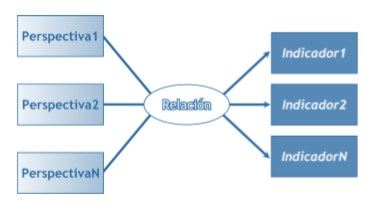 Perspectiva1
Indicador1
Perspectiva2
Relación
Indicador2
PerspectivaN
IndicadorN